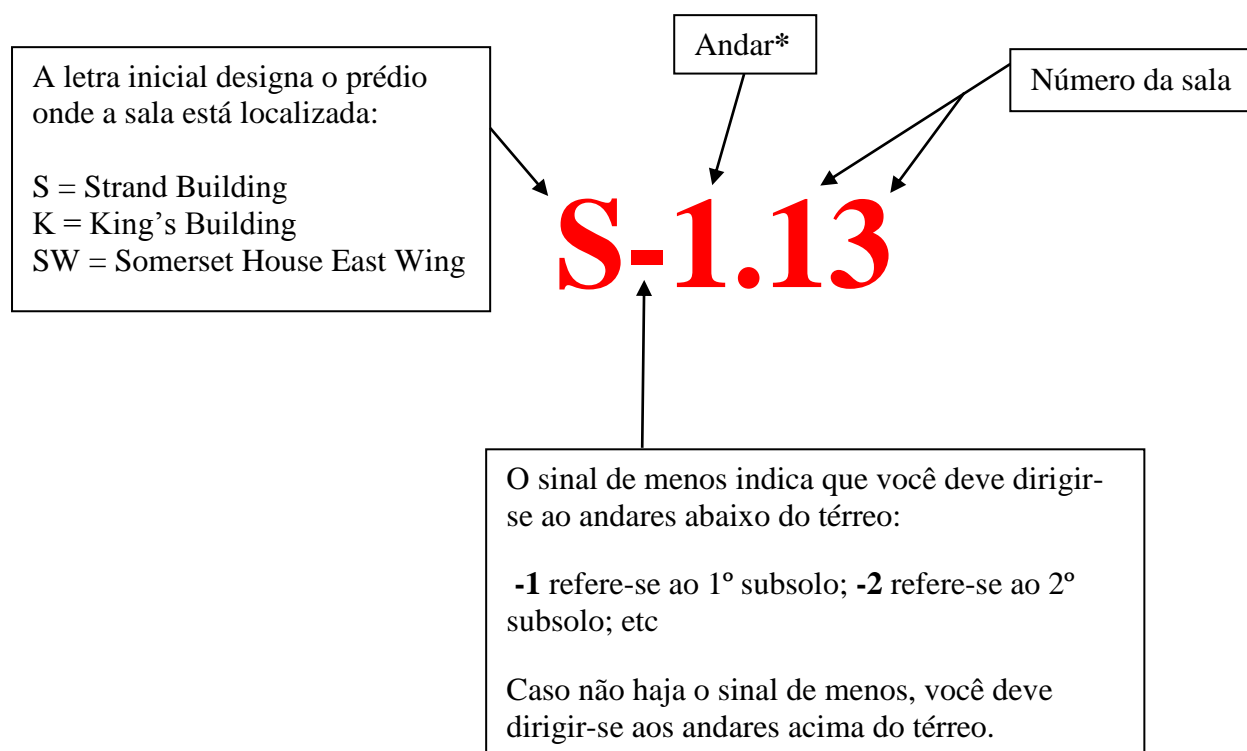 Andar*
A letra inicial designa o prédio
onde a sala está localizada:
S = Strand Building
K = King's Building
SW = Somerset House East Wing
Número da sala
S-1.13
O sinal de menos indica que você deve dirigir-
se ao andares abaixo do térreo:
-1 refere-se ao 1º subsolo; -2 refere-se ao 2º
subsolo; etc
Caso não haja o sinal de menos, você deve
dirigir-se aos andares acima do térreo.